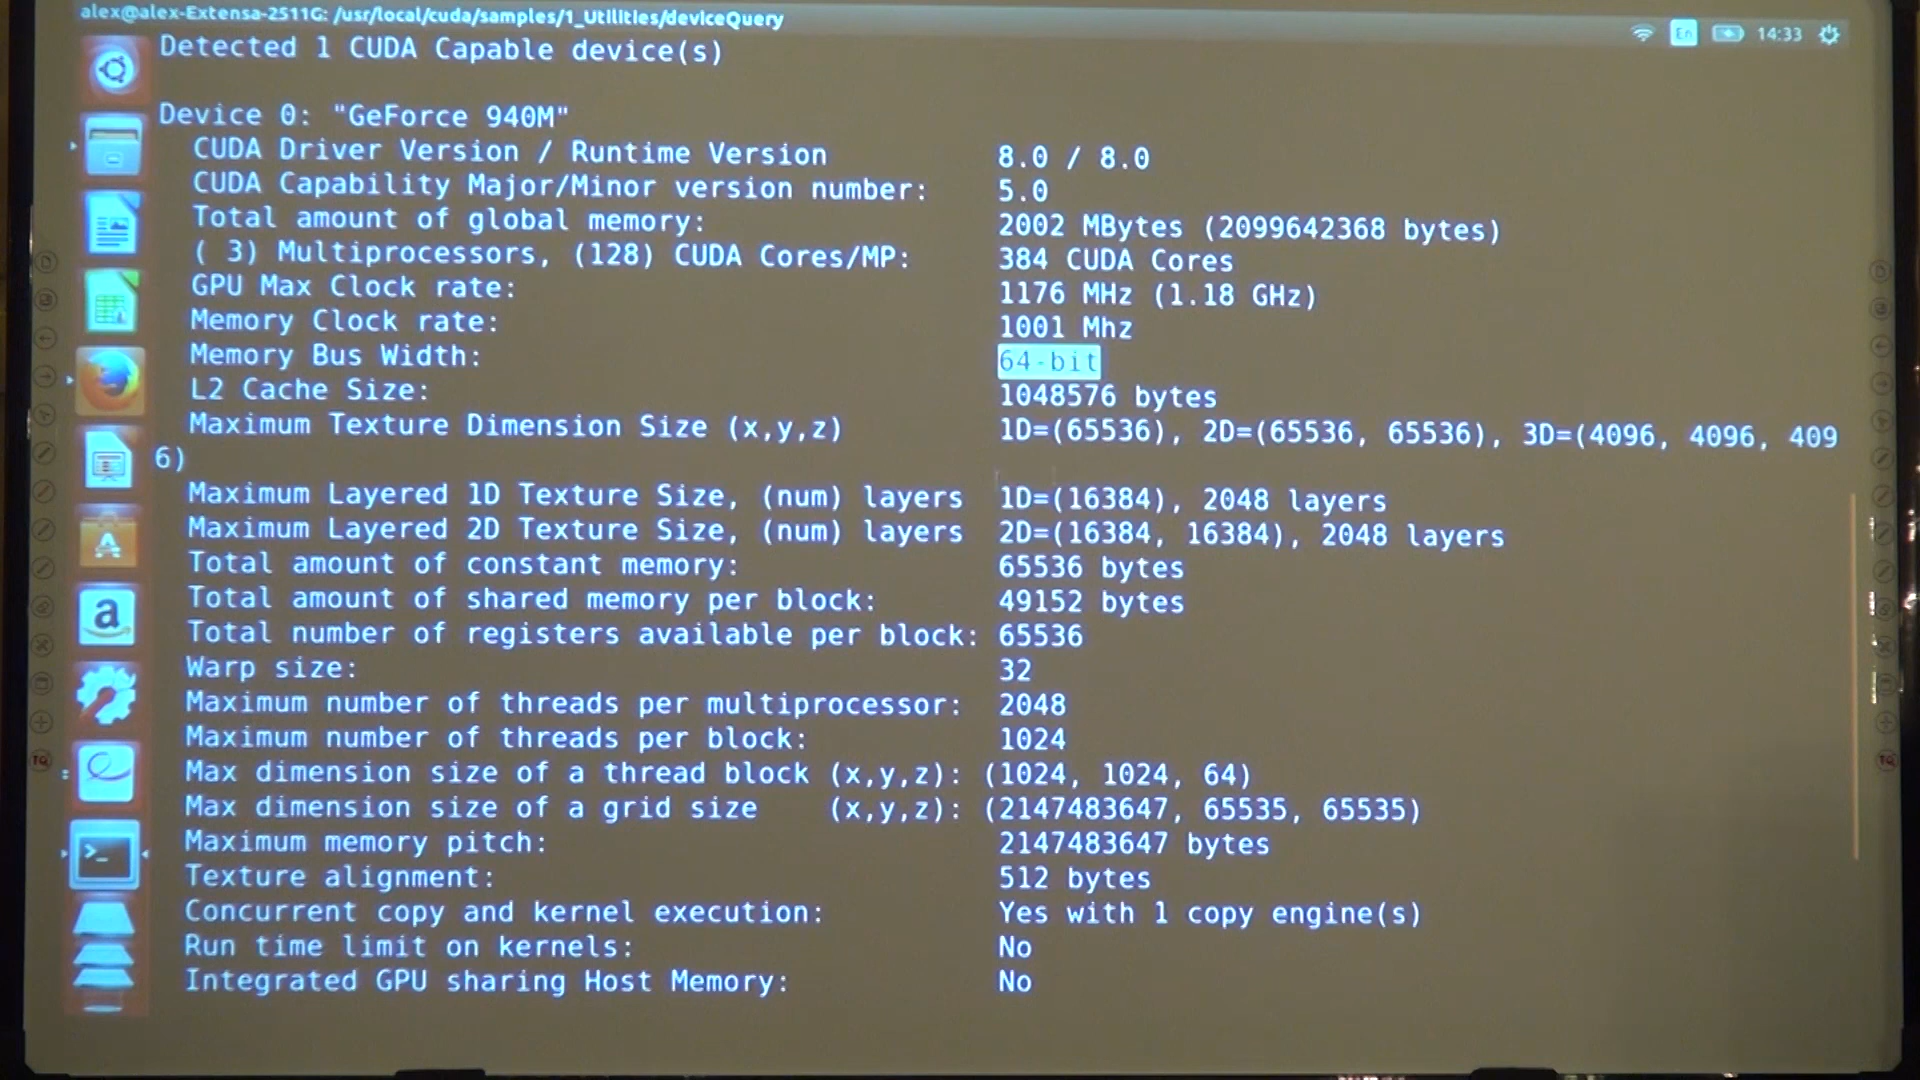 alex@alex-Extensa-2511G: /usr/local/cuda/samples/1_Utilities/deviceQuery
En 14:33
Detected 1 CUDA Capable device(s)
Device 0: "GeForce 940M"
CUDA Driver Version / Runtime Version 8.0 / 8.0
CUDA Capability Major/Minor version number: 5.0
Total amount of global memory: 2002 MBytes (2099642368 bytes)
( 3) Multiprocessors, (128) CUDA Cores/MP: 384 CUDA Cores
GPU Max Clock rate: 1176 MHz (1.18 GHz)
Memory Clock rate: 1001 Mhz
Memory Bus Width: 64-bit
L2 Cache Size: 1048576 bytes
Maximum Texture Dimension Size (x,y,z) 1D=(65536), 2D=(65536, 65536), 3D=(4096, 4096, 409
6)
Maximum Layered 1D Texture Size, (num) layers 1D=(16384), 2048 layers
Maximum Layered 2D Texture Size, (num) layers 2D=(16384, 16384), 2048 layers
Total amount of constant memory: 65536 bytes
Total amount of shared memory per block: 49152 bytes
Total number of registers available per block: 65536
Warp size: 32
Maximum number of threads per multiprocessor: 2048
Maximum number of threads per block: 1024
Max dimension size of a thread block (x,y,z): (1024, 1024, 64)
Max dimension size of a grid size (x,y,z): (2147483647, 65535, 65535)
Maximum memory pitch: 2147483647 bytes
Texture alignment: 512 bytes
Concurrent copy and kernel execution: Yes with 1 copy engine(s)
Run time limit on kernels: No
Integrated GPU sharing Host Memory: No
a
TQ
TQ